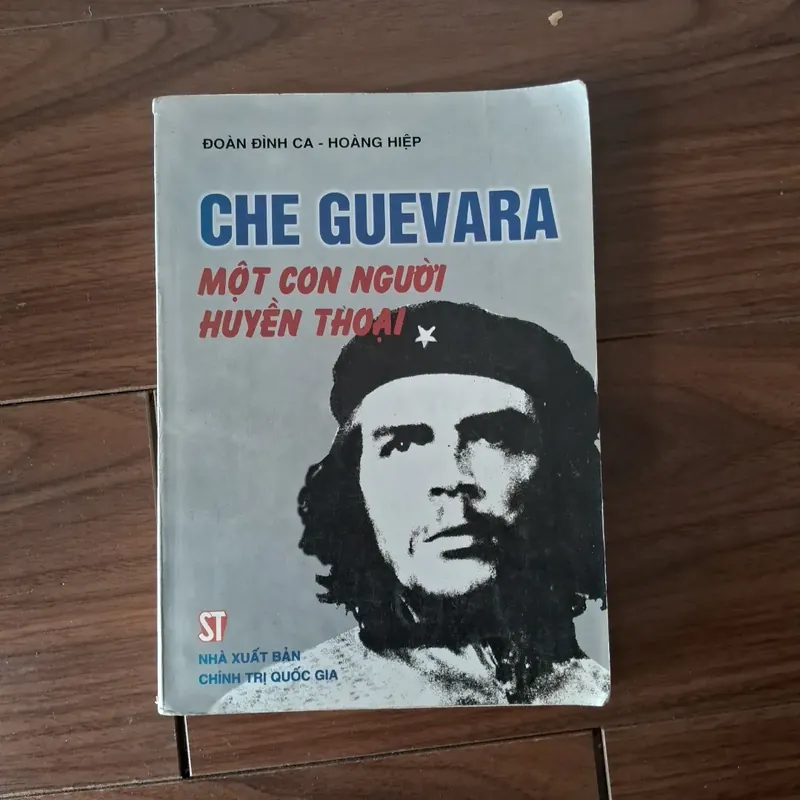 ĐOÀN ĐÌNH CA - HOÀNG HIỆP
CHE GUEVARA
MỘT CON NGƯỜI
HUYỀN THOẠI
ST
NHÀ XUẤT BẢN
CHÍNH TRỊ QUỐC GIA